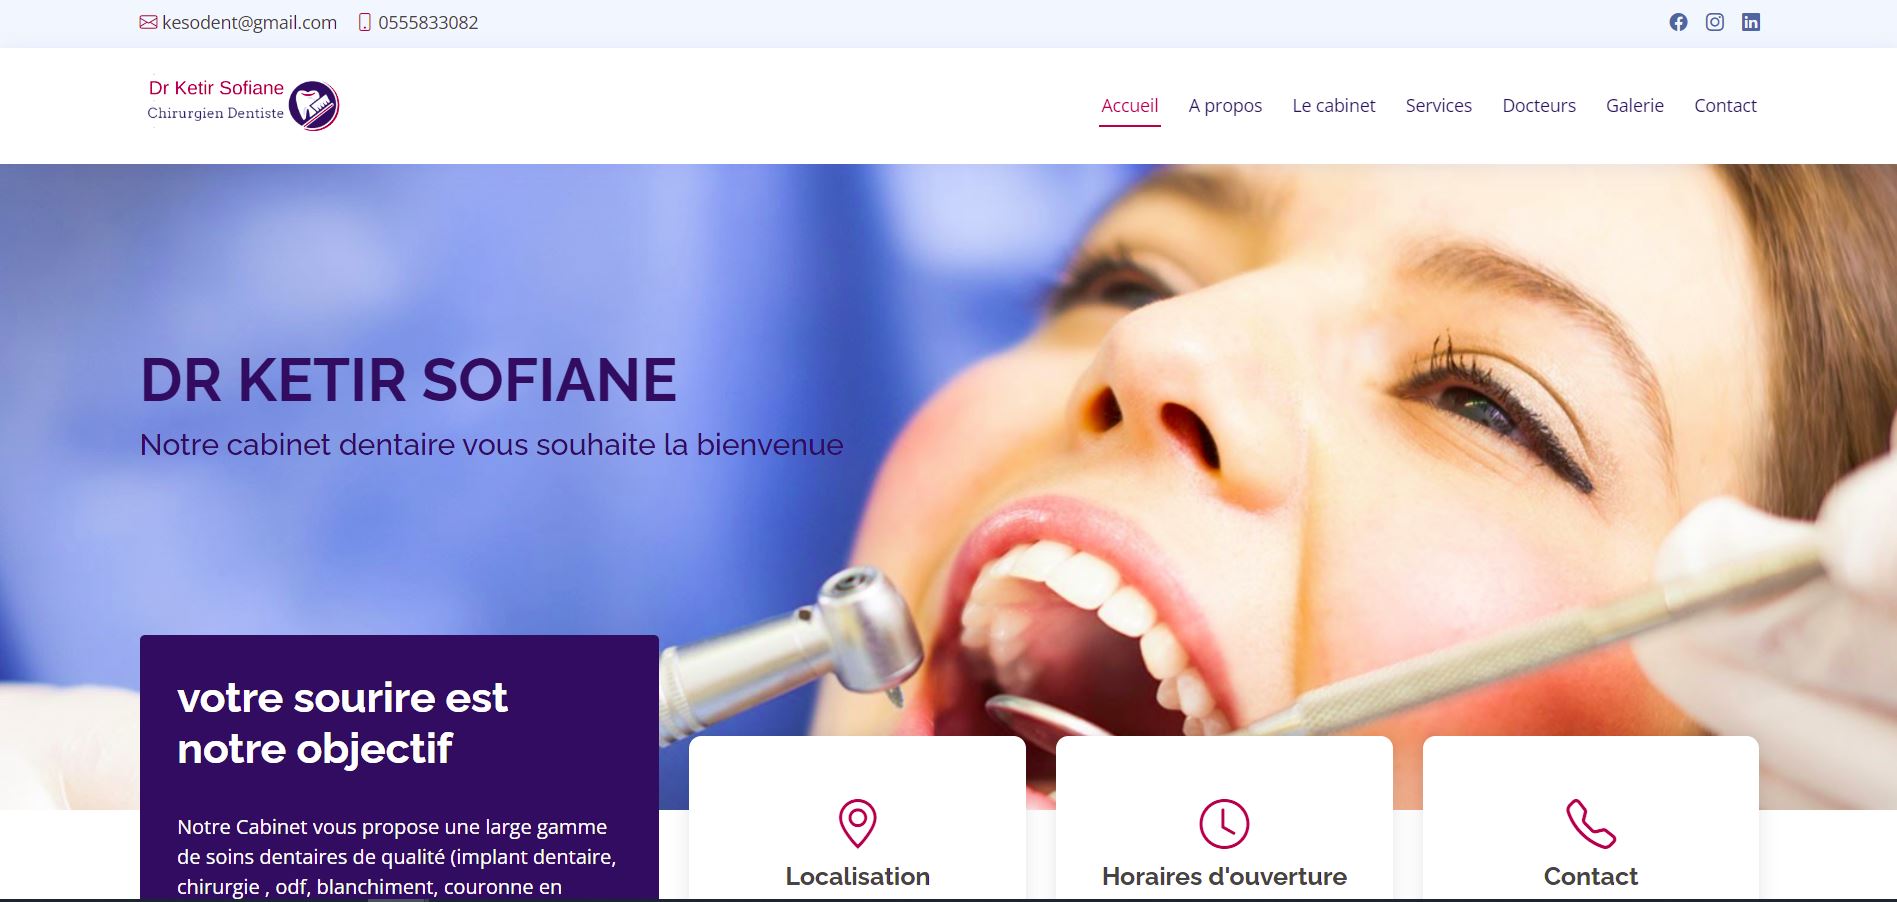 kesodent@gmail.com 0555833082
Dr Ketir Sofiane
Chirurgien Dentiste
Accueil A propos Le cabinet Services Docteurs Galerie Contact
DR KETIR SOFIANE
Notre cabinet dentaire vous souhaite la bienvenue
votre sourire est
notre objectif
Notre Cabinet vous propose une large gamme
de soins dentaires de qualité (implant dentaire,
chirurgie , odf, blanchiment, couronne en
Localisation
Horaires d'ouverture
Contact